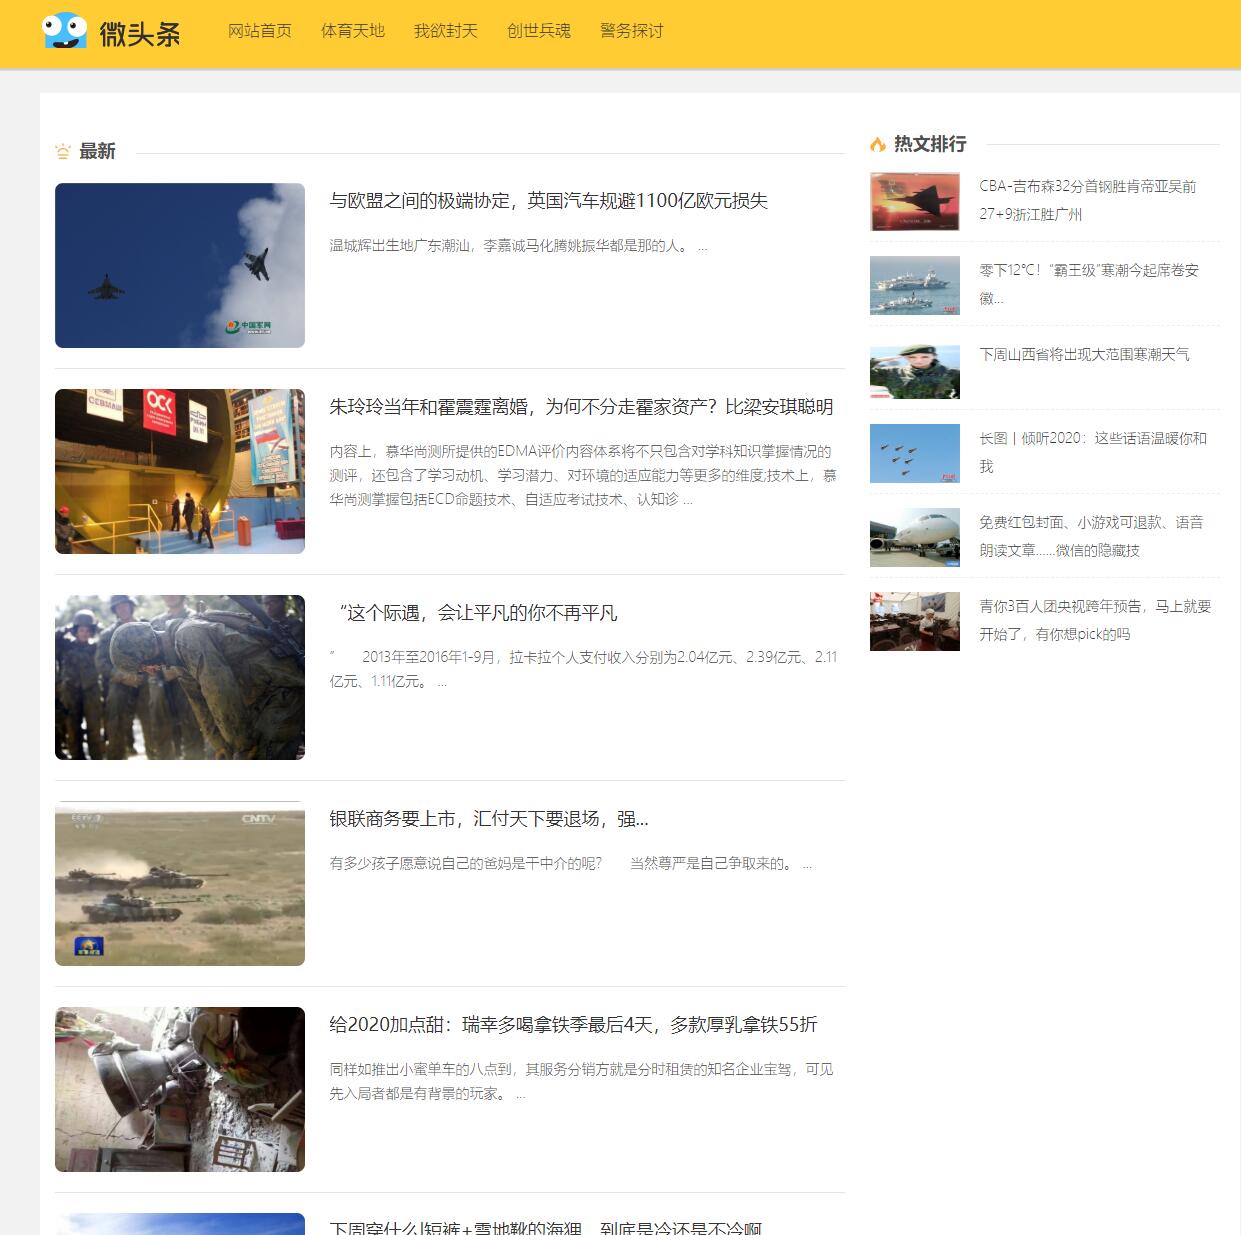 微头条
网站首页 体育天地 我欲封天 创世兵魂 警务探讨
最新
与欧盟之间的极端协定，英国汽车规避1100亿欧元损失
温城辉出生地广东潮汕，李嘉诚马化腾姚振华都是那的人。 ...
中国军网
朱玲玲当年和霍震霆离婚，为何不分走霍家资产？比梁安琪聪明
内容上，慕华尚测所提供的EDMA评价内容体系将不只包含对学科知识掌握情况的
测评，还包含了学习动机、学习潜力、对环境的适应能力等更多的维度;技术上，慕
华尚测掌握包括ECD命题技术、自适应考试技术、认知诊 ...
СЕВМАШ
ОСК
РУБИН
“这个际遇，会让平凡的你不再平凡
” 2013年至2016年1-9月，拉卡拉个人支付收入分别为2.04亿元、2.39亿元、2.11
亿元、1.11亿元。 ...
银联商务要上市，汇付天下要退场，强...
有多少孩子愿意说自己的爸妈是干中介的呢？ 当然尊严是自己争取来的。 ...
CCTV 7
CNTV
给2020加点甜：瑞幸多喝拿铁季最后4天，多款厚乳拿铁55折
同样如推出小蜜单车的八点到，其服务分销方就是分时租赁的知名企业宝驾，可见
先入局者都是有背景的玩家。 ...
下周穿什么|短裤+雪地靴的海狸，到底是冷还是不冷啊
热文排行
CBA-吉布森32分首钢胜肯帝亚吴前
27+9浙江胜广州
零下12℃！“霸王级”寒潮今起席卷安
徽...
下周山西省将出现大范围寒潮天气
长图 | 倾听2020：这些话语温暖你和
我
免费红包封面、小游戏可退款、语音
朗读文章......微信的隐藏技
青你3百人团央视跨年预告，马上就要
开始了，有你想pick的吗